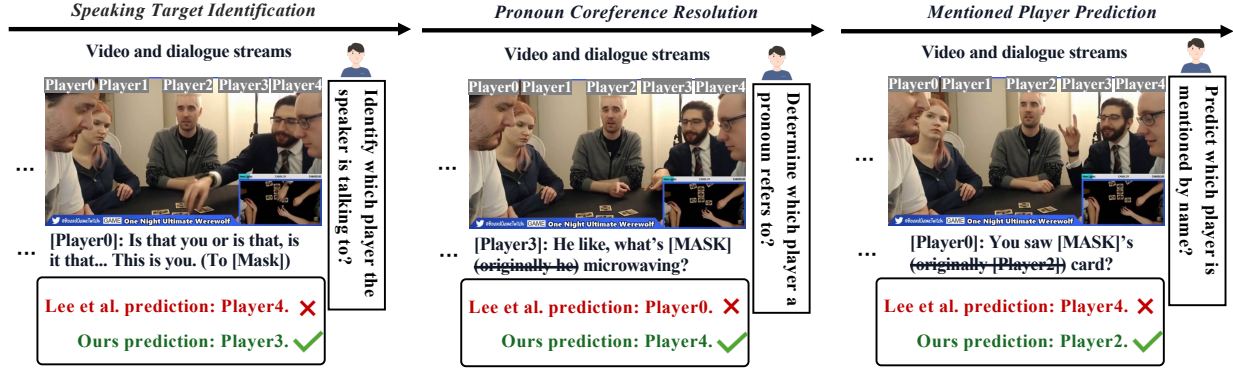 Speaking Target Identification
Video and dialogue streams
Player0 Player1 Player2 Player3 Player4
Identify which player the
speaker is talking to?
...
#BoardGameTwitch GAME One Night Ultimate Werewolf
...
[Player0]: Is that you or is that, is
it that... This is you. (To [Mask])
Lee et al. prediction: Player4.
Ours prediction: Player3.
Pronoun Coreference Resolution
Video and dialogue streams
Player0 Player1 Player2 Player3 Player4
Determine which player a
pronoun refers to?
...
#BoardGameTwitch GAME One Night Ultimate Werewolf
...
[Player3]: He like, what's [MASK]
(originally he) microwaving?
Lee et al. prediction: Player0.
Ours prediction: Player4.
Mentioned Player Prediction
Video and dialogue streams
Player0 Player1 Player2 Player3 Player4
Predict which player is
mentioned by name?
...
#BoardGameTwitch GAME One Night Ultimate Werewolf
...
[Player0]: You saw [MASK]'s
(originally [Player2]) card?
Lee et al. prediction: Player4.
Ours prediction: Player2.